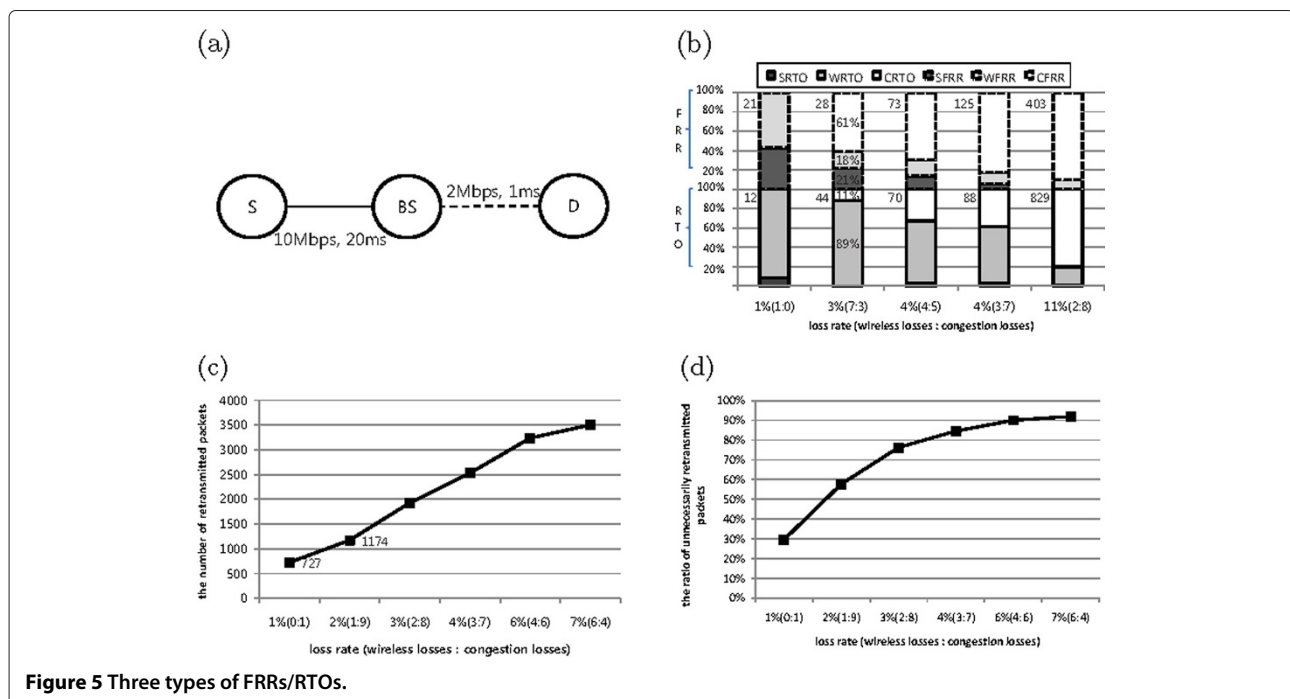 (a)
S
BS
D
10Mbps, 20ms
2Mbps, 1ms
(b)
SRTO WRTO CRTO SFRR WFRR CFRR
F R R
100%
80%
60%
40%
20%
R T O
100%
80%
60%
40%
20%
21 28 73 125 403
61%
18%
21%
12 44 70 88 829
11%
89%
1%(1:0) 3%(7:3) 4%(4:5) 4%(3:7) 11%(2:8)
loss rate (wireless losses : congestion losses)
(c)
the number of retransmitted packets
4000
3500
3000
2500
2000
1500
1000
500
0
727
1174
1%(0:1) 2%(1:9) 3%(2:8) 4%(3:7) 6%(4:6) 7%(6:4)
loss rate (wireless losses : congestion losses)
(d)
the ratio of unnecessarily retransmitted
packets
100%
90%
80%
70%
60%
50%
40%
30%
20%
10%
0%
1%(0:1) 2%(1:9) 3%(2:8) 4%(3:7) 6%(4:6) 7%(6:4)
loss rate (wireless losses : congestion losses)
Figure 5 Three types of FRRs/RTOs.